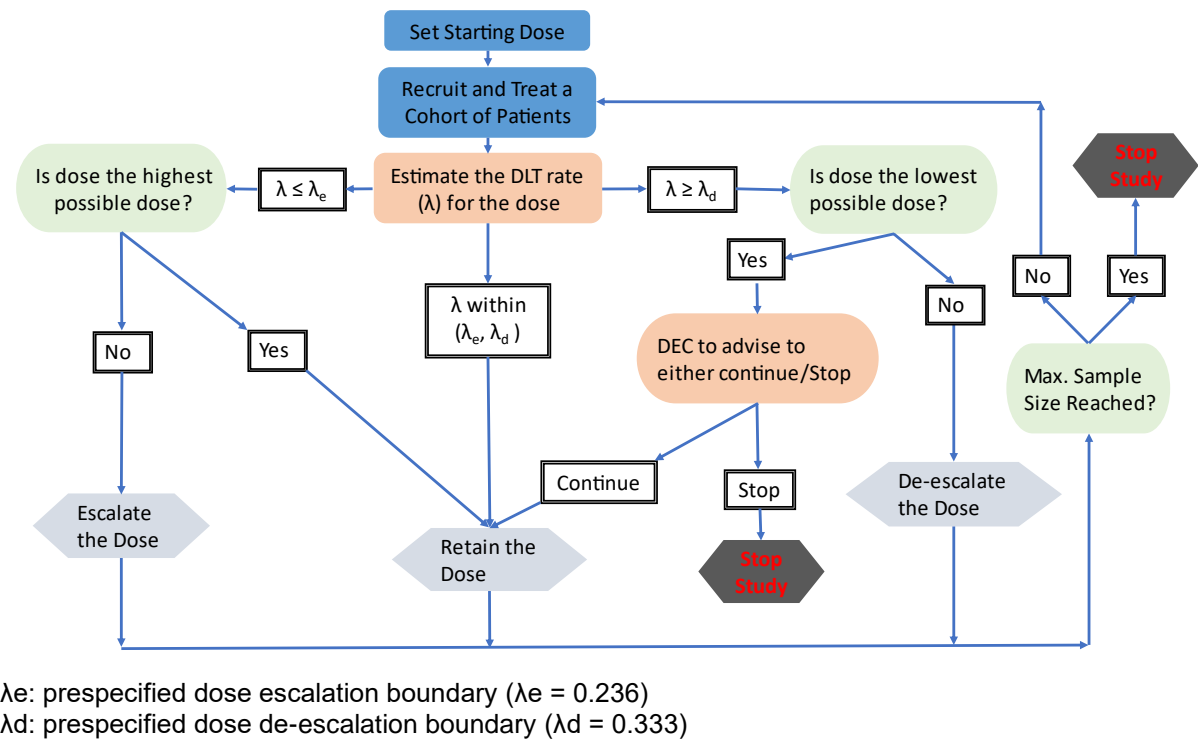 Set Starting Dose
Recruit and Treat a
Cohort of Patients
Estimate the DLT rate
(λ) for the dose
λ ≤ λe
Is dose the highest
possible dose?
λ ≥ λd
Is dose the lowest
possible dose?
Stop
Study
No
Yes
Yes
No
λ within
(λe, λd )
No
Yes
DEC to advise to
either continue/Stop
Max. Sample
Size Reached?
Continue
Stop
De-escalate
the Dose
Escalate
the Dose
Retain the
Dose
Stop
Study
λe: prespecified dose escalation boundary (λe = 0.236)
λd: prespecified dose de-escalation boundary (λd = 0.333)